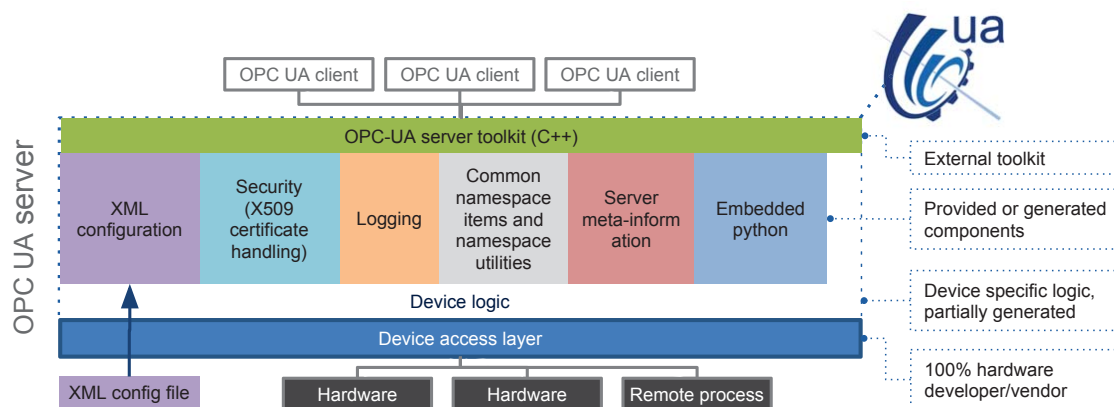 ua
OPC UA client
OPC UA client
OPC UA client
OPC UA server
OPC-UA server toolkit (C++)
XML
configuration
Security
(X509
certificate
handling)
Logging
Common
namespace
items and
namespace
utilities
Server
meta-inform
ation
Embedded
python
External toolkit
Provided or generated
components
Device logic
Device specific logic,
partially generated
Device access layer
100% hardware
developer/vendor
XML config file
Hardware
Hardware
Remote process